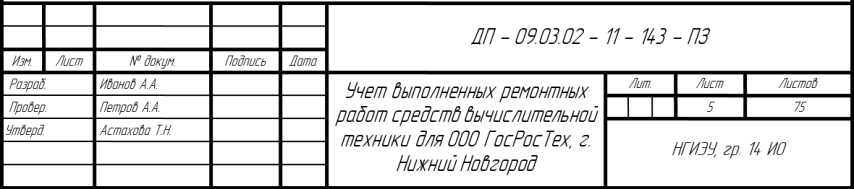 ДП – 09.03.02 – 11 – 143 – ПЗ
Изм. Лист № докум. Подпись Дата
Разраб. Иванов А.А.
Провер. Петров А.А.
Утверд. Астахова Т.Н.
Учет выполненных ремонтных
работ средств вычислительной
техники для ООО ГосРосТех, г.
Нижний Новгород
Лит. Лист Листов
5 75
НГИЭУ, гр. 14 ИО